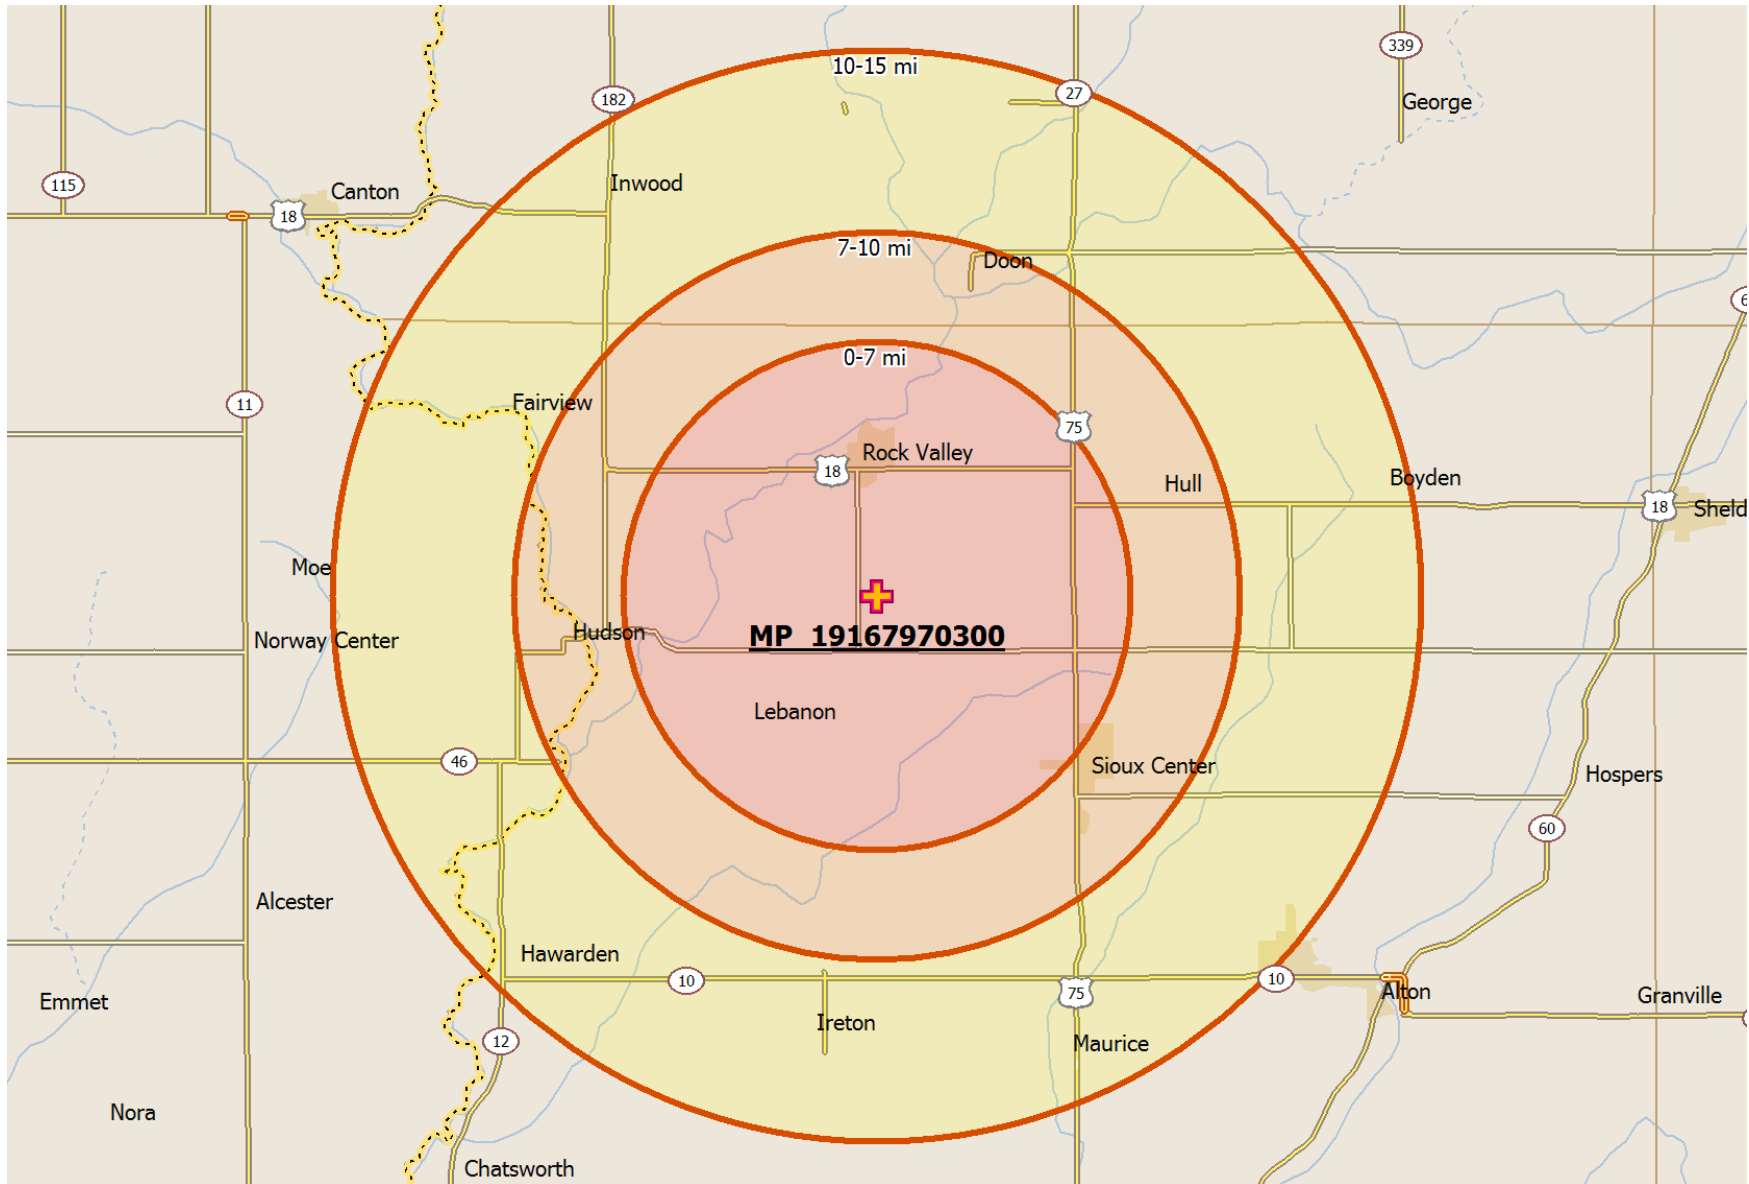 339
10-15 mi
27
George
182
115
Canton
Inwood
18
7-10 mi
Doon
6
0-7 mi
11
Fairview
75
Rock Valley
18
Hull
Boyden
18
Sheld
Moe
Hudson
MP 19167970300
Norway Center
Lebanon
46
Sioux Center
Hospers
60
Alcester
Hawarden
10
10
75
Alton
Granville
Emmet
Ireton
12
Maurice
Nora
Chatsworth